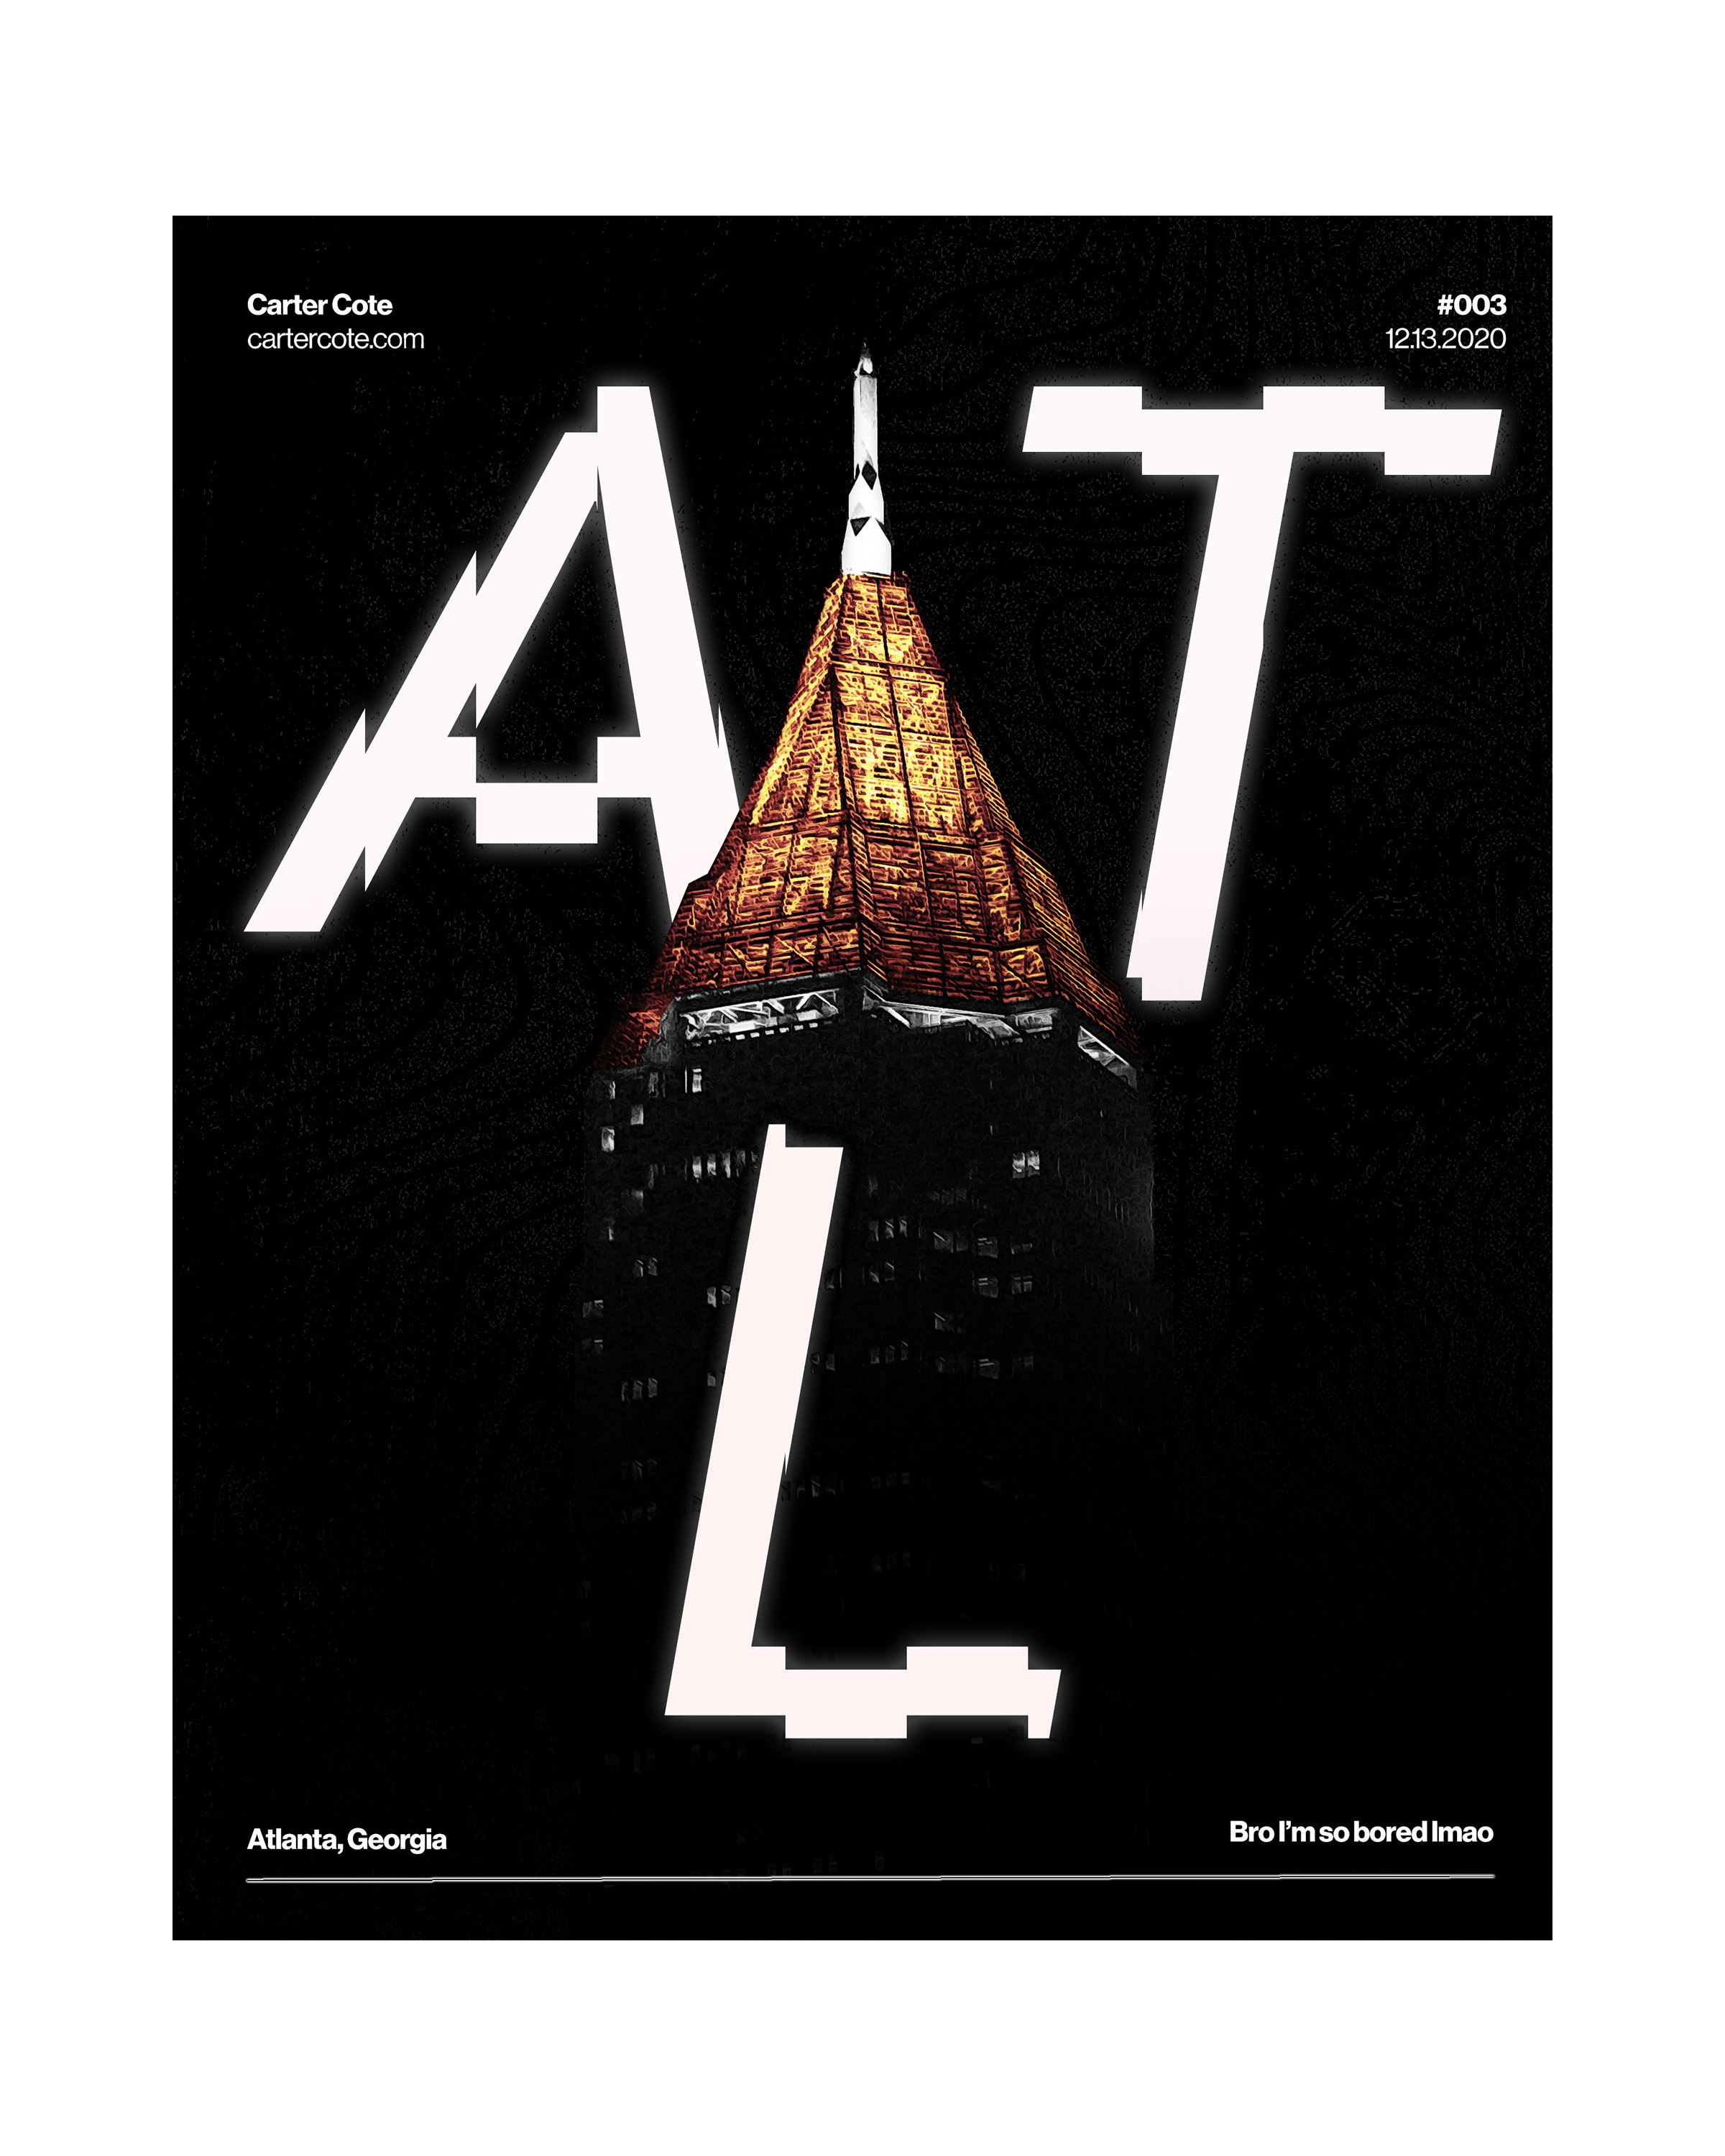 Carter Cote
cartercote.com
#003
12.13.2020
A T
L
Atlanta, Georgia
Bro I'm so bored lmao